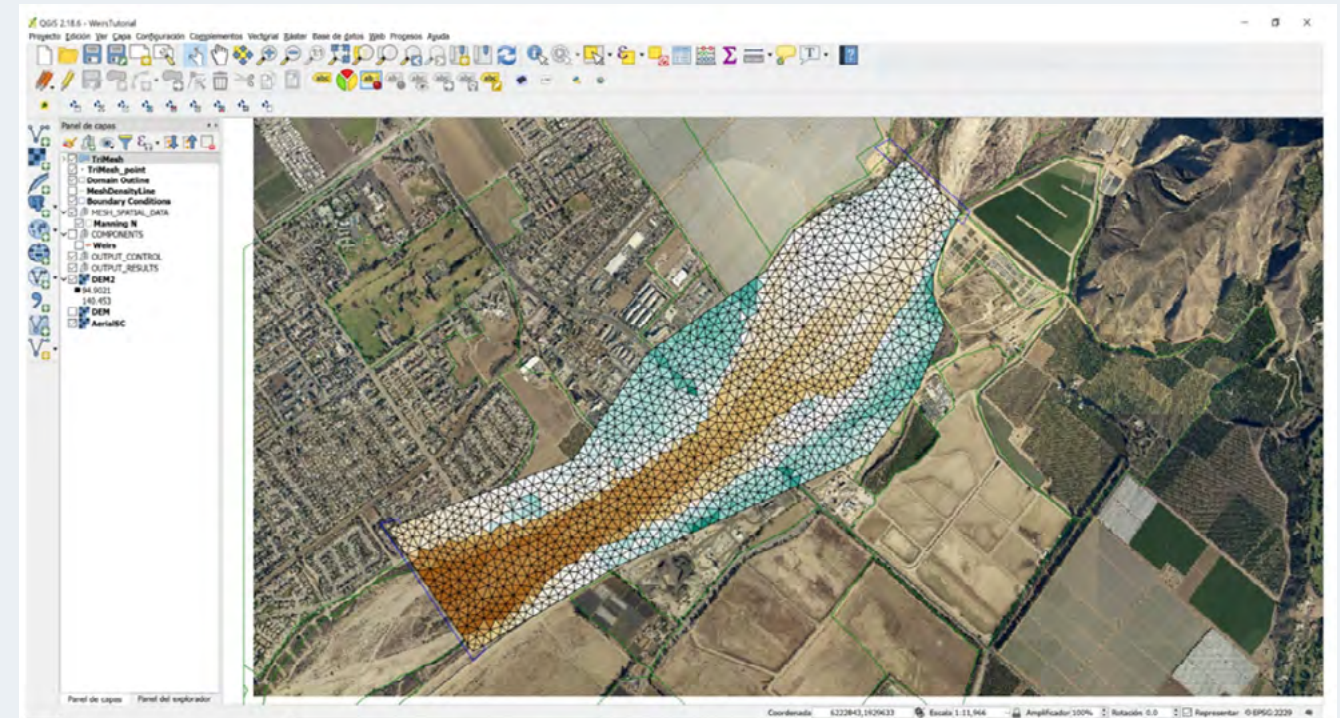 QGIS 2.18.6 - WeirsTutorial
Proyecto Edición Ver Capa Configuración Complementos Vectorial Ráster Base de datos Web Procesos Ayuda
Panel de capas
TriMesh
TriMesh_point
Domain Outline
MeshDensityLine
Boundary Conditions
MESH_SPATIAL_DATA
Manning N
COMPONENTS
Weirs
OUTPUT_CONTROL
OUTPUT_RESULTS
DEM2
94.9021
140.453
DEM
AerialSC
Panel de capas Panel del explorador
Coordenada 6222843,1929633 Escala 1:11,966 Amplificador 100% Rotación 0.0 Representar EPSG:2229